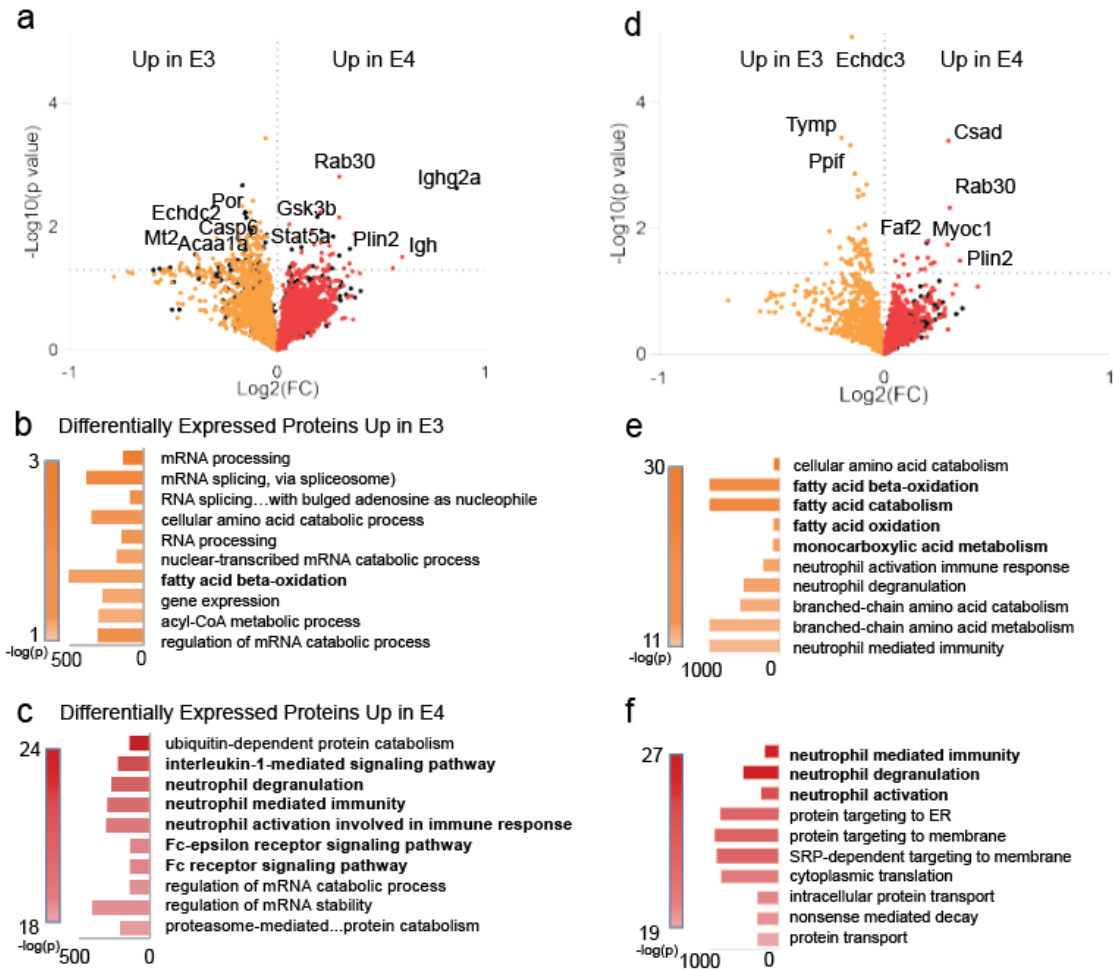 a
Up in E3
Up in E4
4
2
0
-Log10(p value)
Rab30
Ighg2a
Por
Gsk3b
Echdc2
Casp6
Stat5a
Plin2
Mt2
Acaa1a
Igh
-1
0
1
Log2(FC)
d
Up in E3
Echdc3
Up in E4
4
2
0
-Log10(p value)
Tymp
Csad
Ppif
Rab30
Faf2
Myoc1
Plin2
-1
0
1
Log2(FC)
b
Differentially Expressed Proteins Up in E3
3
1
-log(p)
mRNA processing
mRNA splicing, via spliceosome)
RNA splicing...with bulged adenosine as nucleophile
cellular amino acid catabolic process
RNA processing
nuclear-transcribed mRNA catabolic process
fatty acid beta-oxidation
gene expression
acyl-CoA metabolic process
regulation of mRNA catabolic process
500
0
e
30
11
-log(p)
cellular amino acid catabolism
fatty acid beta-oxidation
fatty acid catabolism
fatty acid oxidation
monocarboxylic acid metabolism
neutrophil activation immune response
neutrophil degranulation
branched-chain amino acid catabolism
branched-chain amino acid metabolism
neutrophil mediated immunity
1000
0
c
Differentially Expressed Proteins Up in E4
24
18
-log(p)
ubiquitin-dependent protein catabolism
interleukin-1-mediated signaling pathway
neutrophil degranulation
neutrophil mediated immunity
neutrophil activation involved in immune response
Fc-epsilon receptor signaling pathway
Fc receptor signaling pathway
regulation of mRNA catabolic process
regulation of mRNA stability
proteasome-mediated...protein catabolism
500
0
f
27
19
-log(p)
neutrophil mediated immunity
neutrophil degranulation
neutrophil activation
protein targeting to ER
protein targeting to membrane
SRP-dependent targeting to membrane
cytoplasmic translation
intracellular protein transport
nonsense mediated decay
protein transport
1000
0